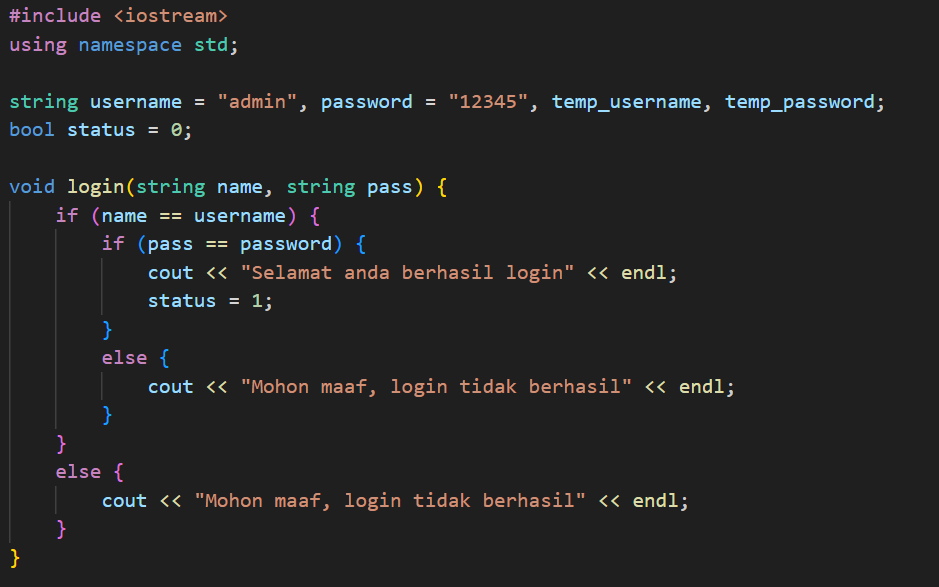 #include <iostream>
using namespace std;
string username = "admin", password = "12345", temp_username, temp_password;
bool status = 0;
void login(string name, string pass) {
if (name == username) {
if (pass == password) {
cout << "Selamat anda berhasil login" << endl;
status = 1;
}
else {
cout << "Mohon maaf, login tidak berhasil" << endl;
}
}
else {
cout << "Mohon maaf, login tidak berhasil" << endl;
}
}